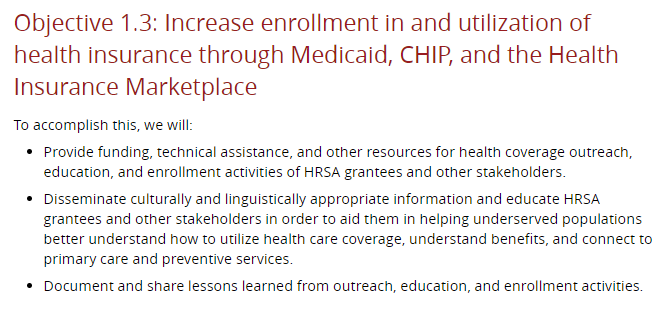 Objective 1.3: Increase enrollment in and utilization of
health insurance through Medicaid, CHIP, and the Health
Insurance Marketplace
To accomplish this, we will:
• Provide funding, technical assistance, and other resources for health coverage outreach,
education, and enrollment activities of HRSA grantees and other stakeholders.
• Disseminate culturally and linguistically appropriate information and educate HRSA
grantees and other stakeholders in order to aid them in helping underserved populations
better understand how to utilize health care coverage, understand benefits, and connect to
primary care and preventive services.
• Document and share lessons learned from outreach, education, and enrollment activities.